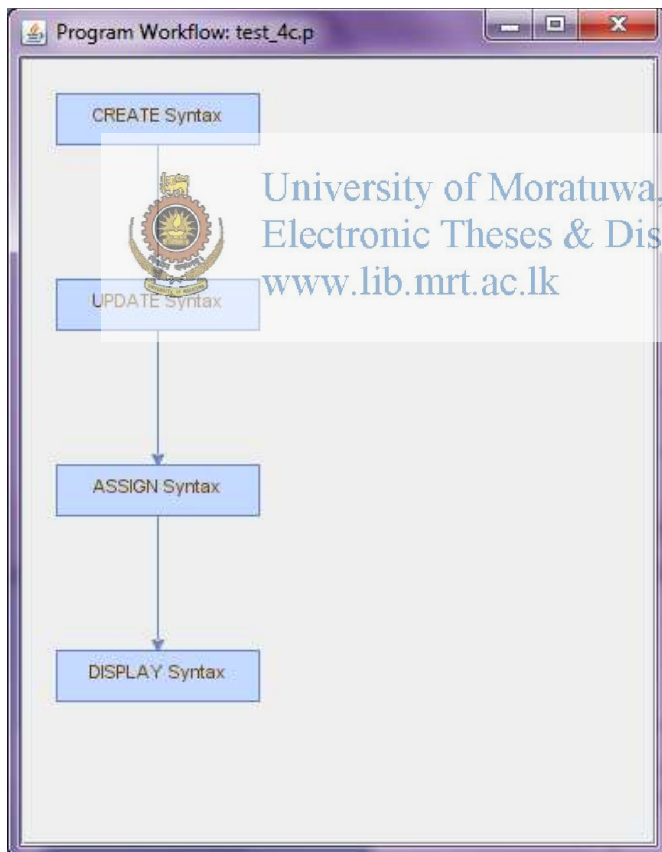 Program Workflow: test_4c.p
CREATE Syntax
University of Moratuwa,
Electronic Theses & Dis
www.lib.mrt.ac.lk
UPDATE Syntax
ASSIGN Syntax
DISPLAY Syntax